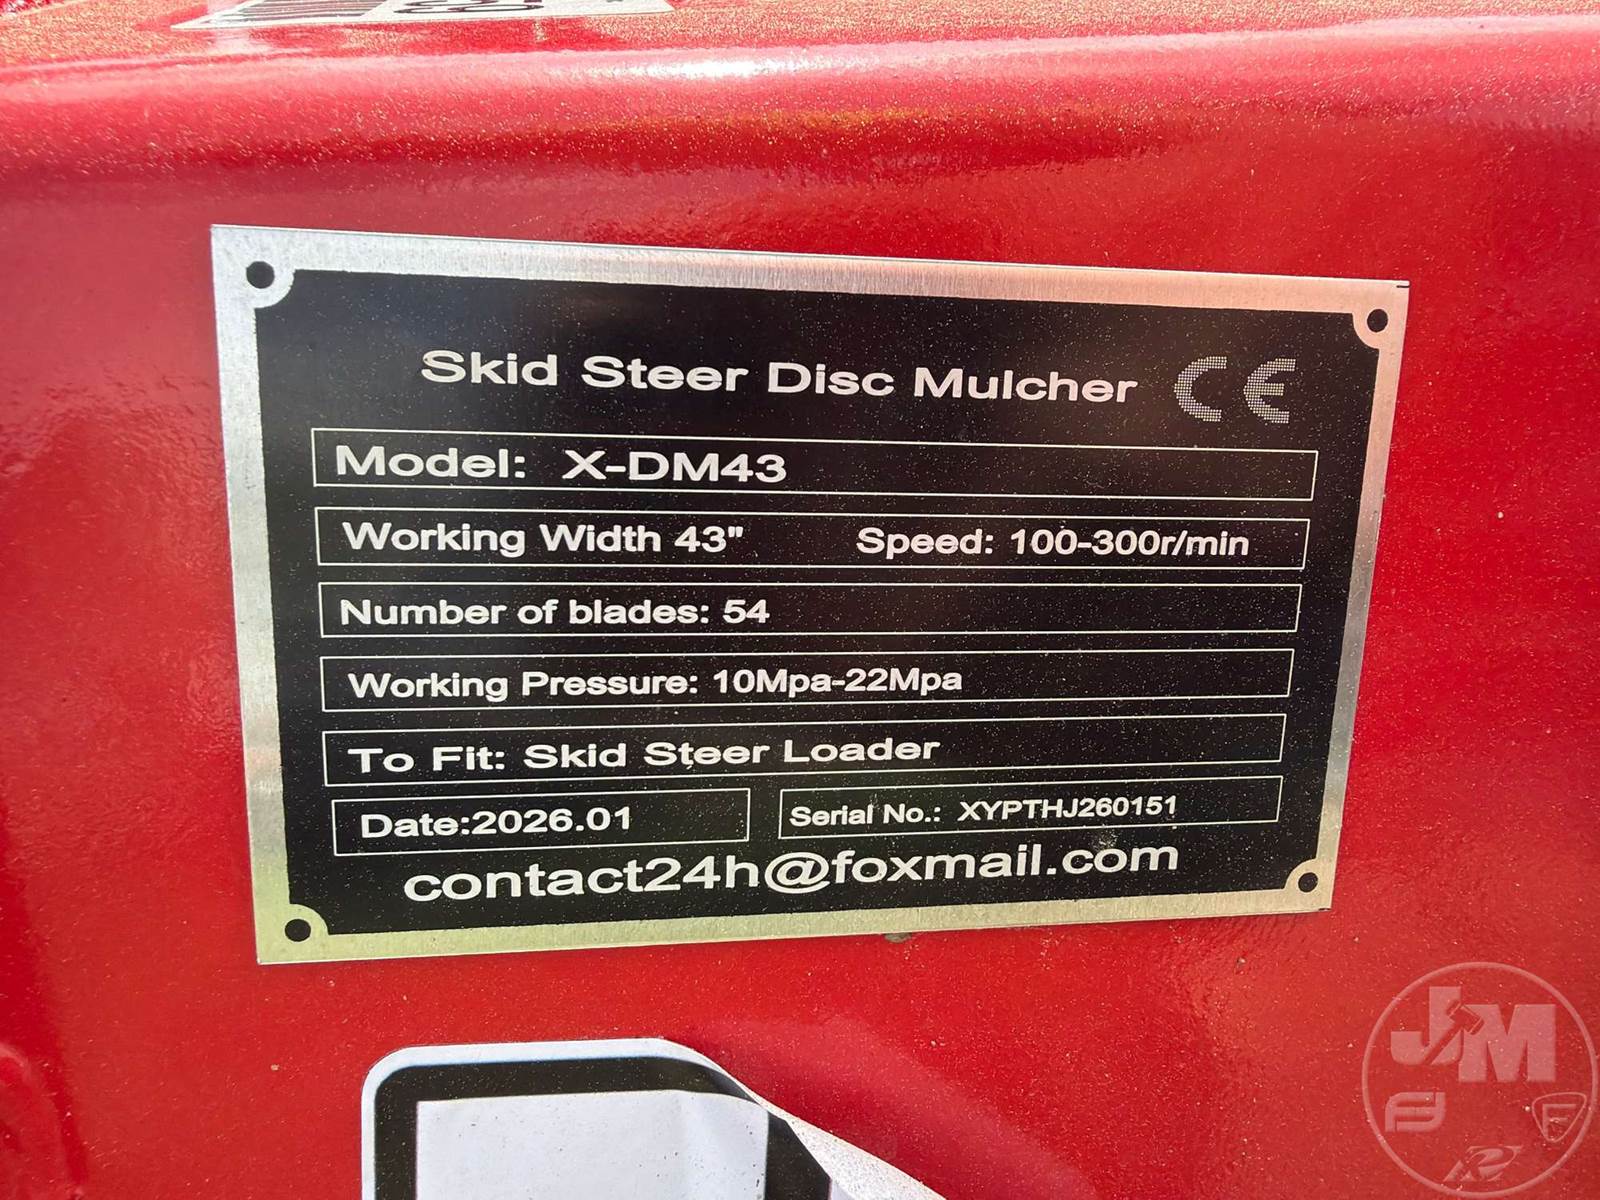 Skid Steer Disc Mulcher CE
Model: X-DM43
Working Width 43" Speed: 100-300r/min
Number of blades: 54
Working Pressure: 10Mpa-22Mpa
To Fit: Skid Steer Loader
Date:2026.01 Serial No.: XYPTHJ260151
contact24h@foxmail.com
JM